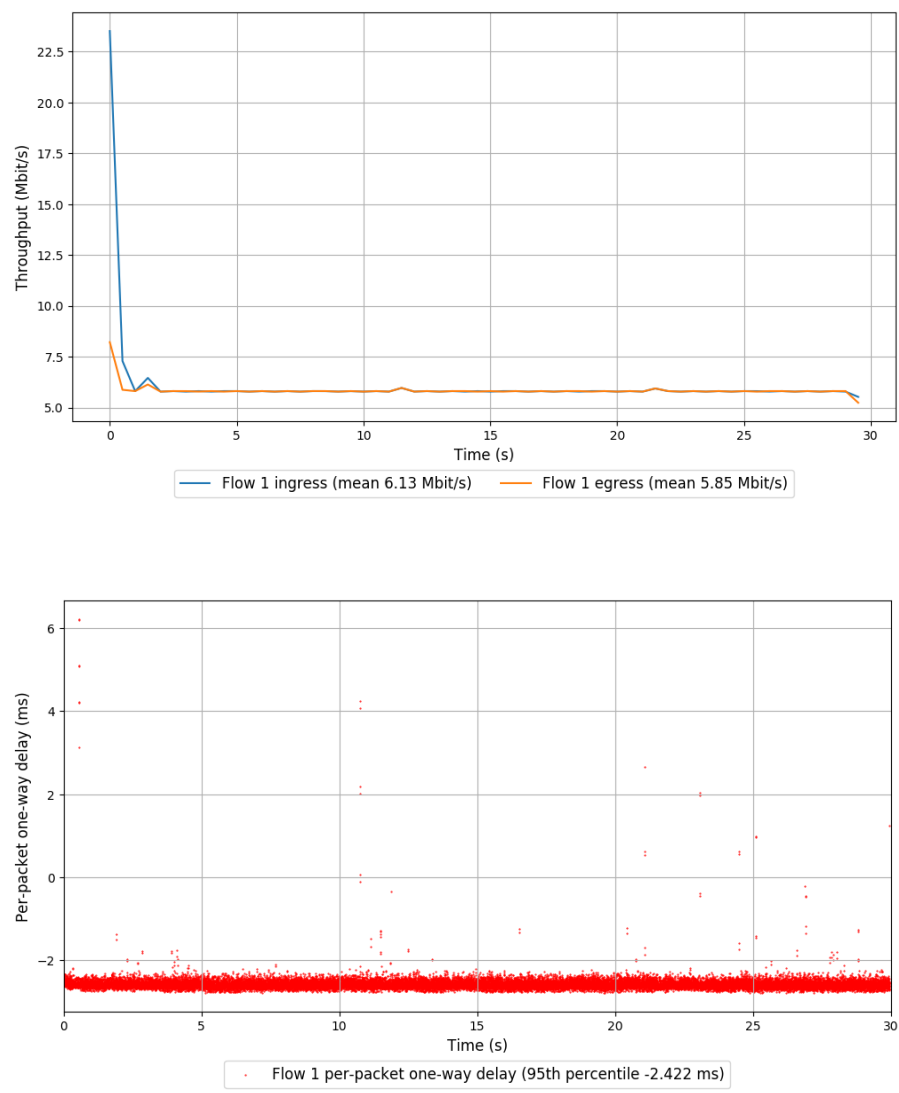 22.5
20.0
17.5
15.0
12.5
10.0
7.5
5.0
Throughput (Mbit/s)
0 5 10 15 20 25 30
Time (s)
Flow 1 ingress (mean 6.13 Mbit/s) Flow 1 egress (mean 5.85 Mbit/s)
6
4
2
0
−2
Per-packet one-way delay (ms)
0 5 10 15 20 25 30
Time (s)
Flow 1 per-packet one-way delay (95th percentile -2.422 ms)